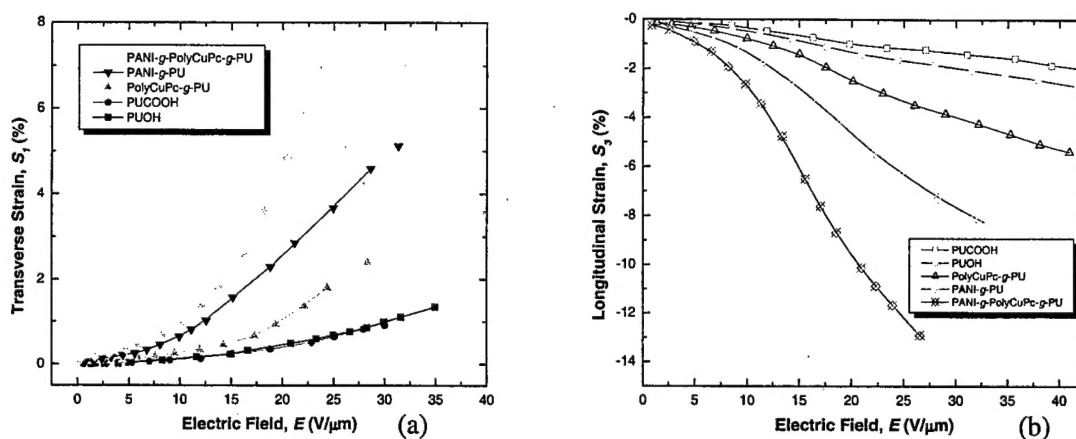 8
6
4
2
0
Transverse Strain, S₁ (%)
PANI-g-PolyCuPc-g-PU
PANI-g-PU
PolyCuPc-g-PU
PUCOOH
PUOH
0 5 10 15 20 25 30 35 40
Electric Field, E (V/μm)
(a)
-0
-2
-4
-6
-8
-10
-12
-14
Longitudinal Strain, S₃ (%)
PUCOOH
PUOH
PolyCuPc-g-PU
PANI-g-PU
PANI-g-PolyCuPc-g-PU
0 5 10 15 20 25 30 35 40
Electric Field, E (V/μm)
(b)